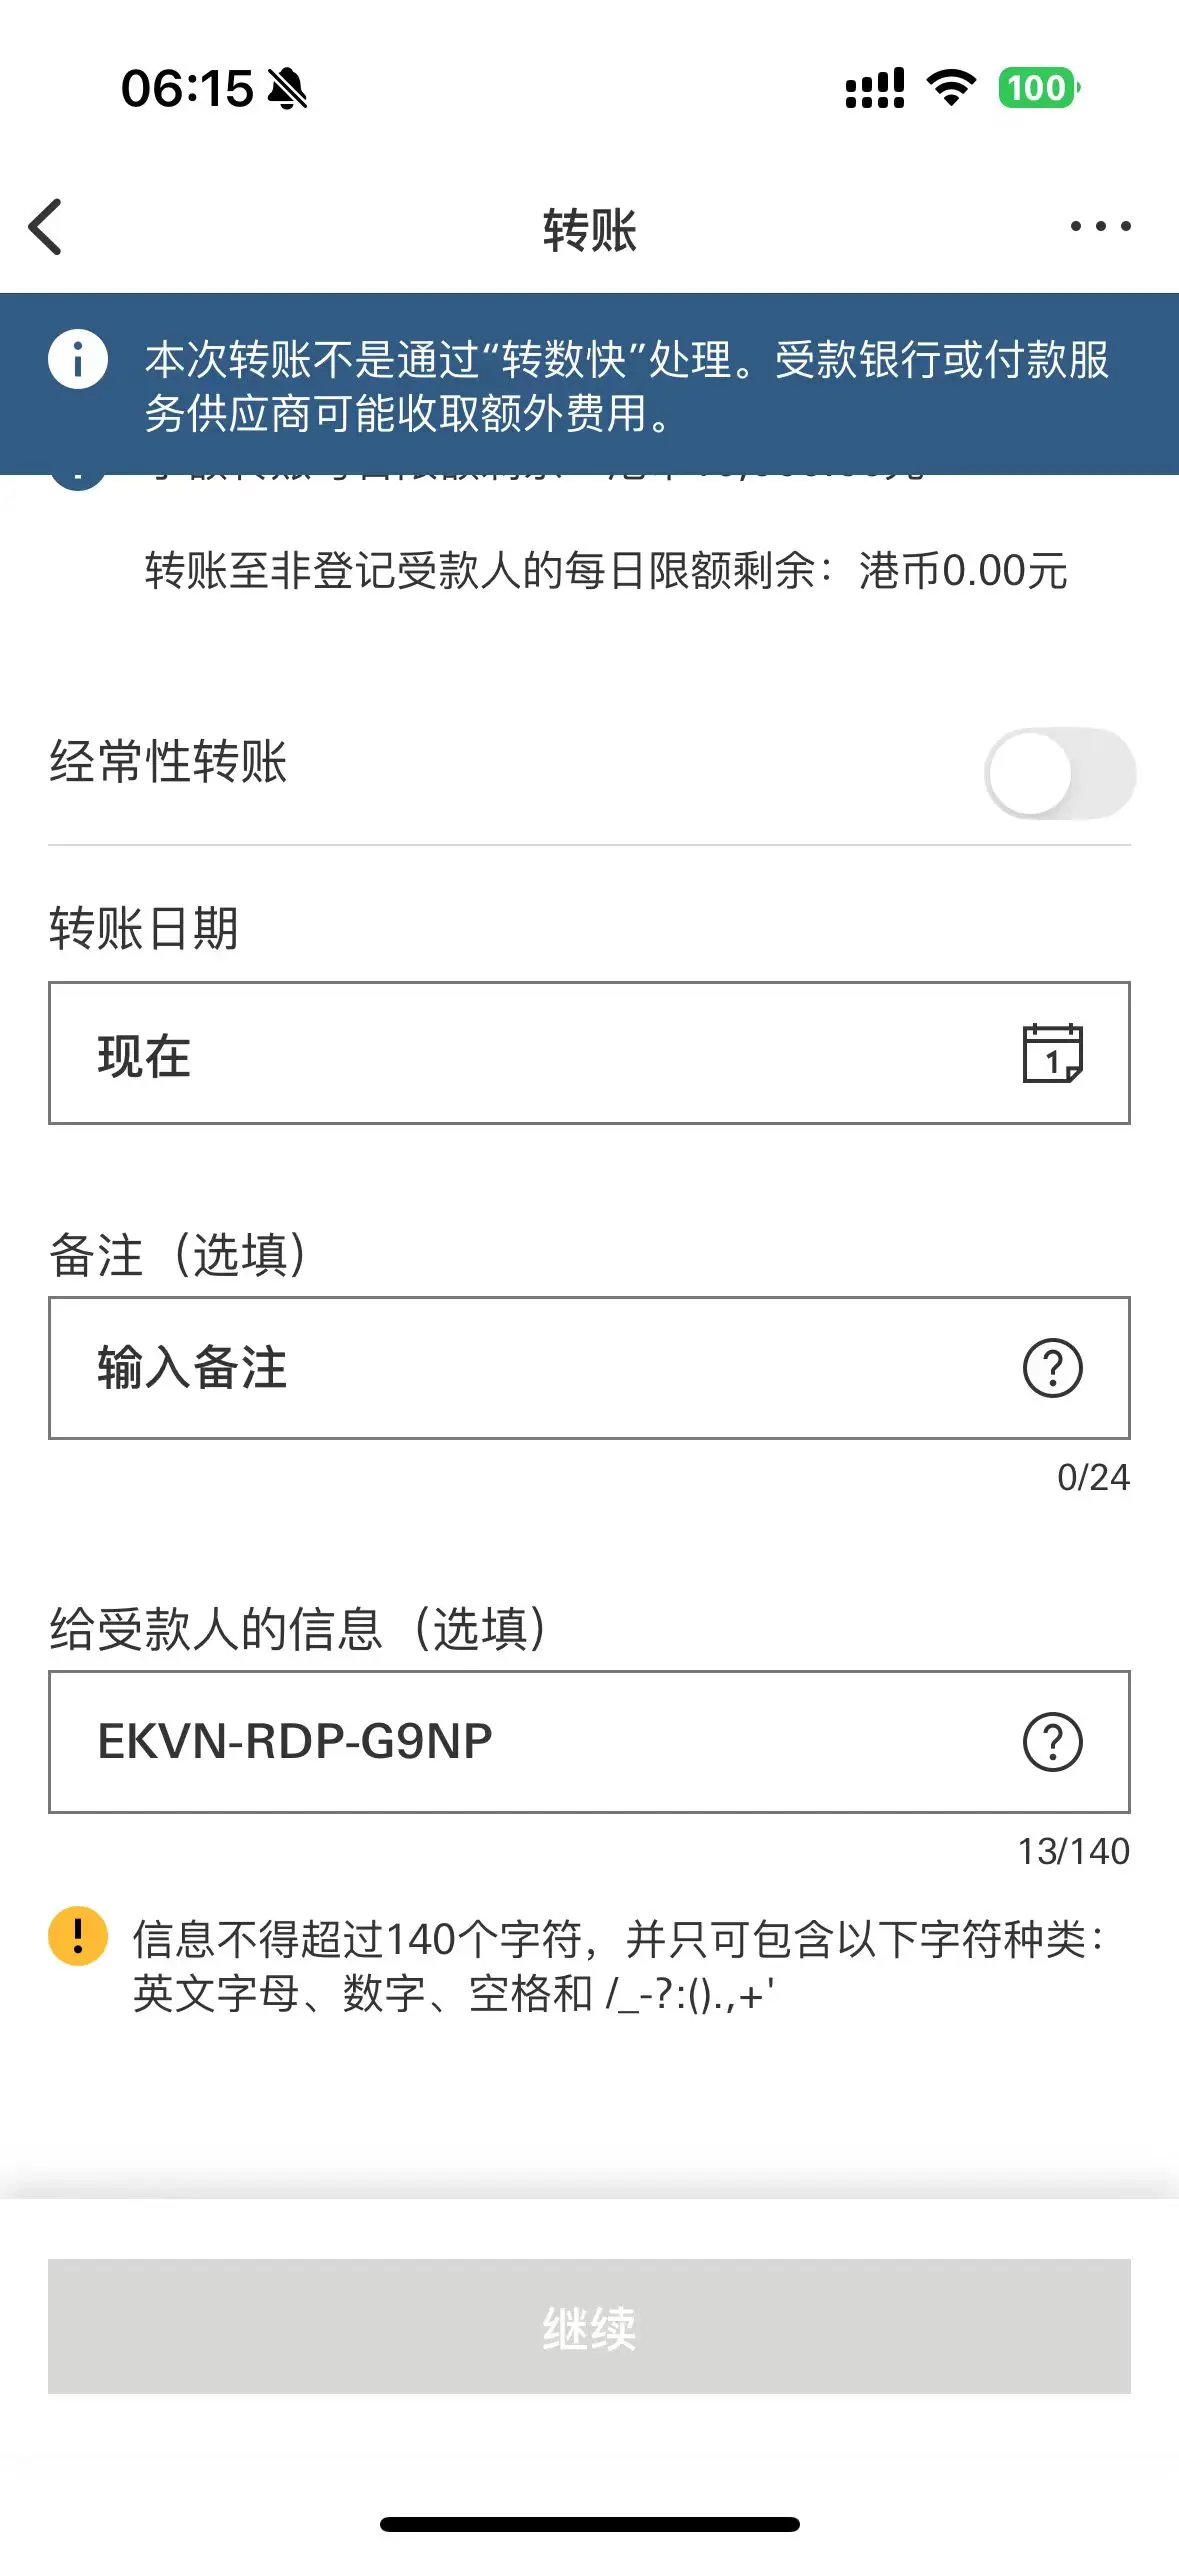 06:15
100
转账
本次转账不是通过“转数快”处理。受款银行或付款服
务供应商可能收取额外费用。
转账至非登记受款人的每日限额剩余：港币0.00元
经常性转账
转账日期
现在
1
备注（选填）
输入备注
0/24
给受款人的信息（选填）
EKVN-RDP-G9NP
13/140
信息不得超过140个字符，并只可包含以下字符种类：
英文字母、数字、空格和 /_-?:().,+'
继续